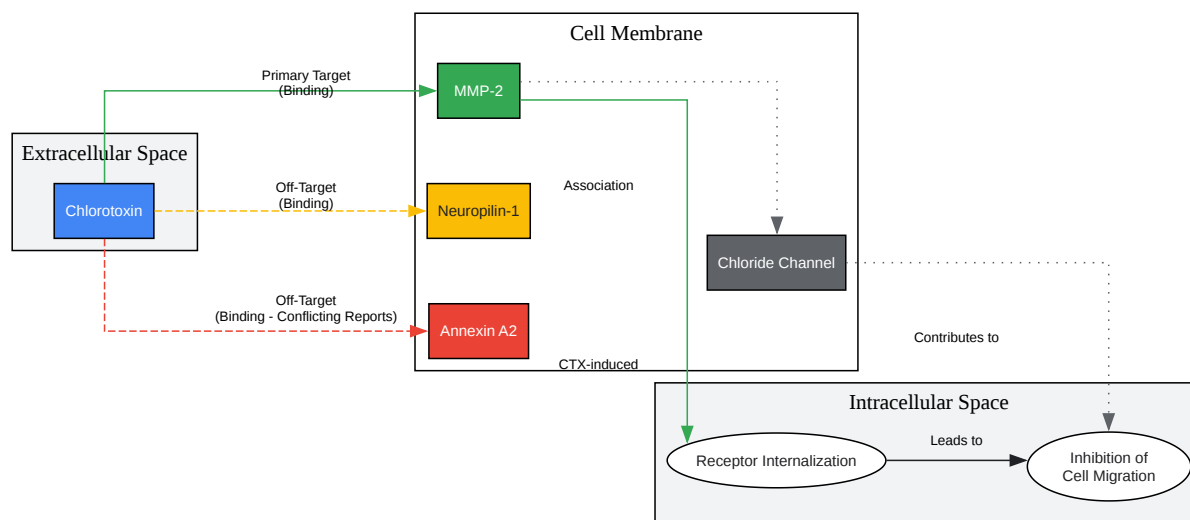 Cell Membrane
Primary Target
(Binding)
MMP-2
Extracellular Space
Chlorotoxin
Off-Target
(Binding)
Neuropilin-1
Association
Chloride Channel
Off-Target
(Binding - Conflicting Reports)
Annexin A2
CTX-induced
Contributes to
Intracellular Space
Receptor Internalization
Leads to
Inhibition of
Cell Migration